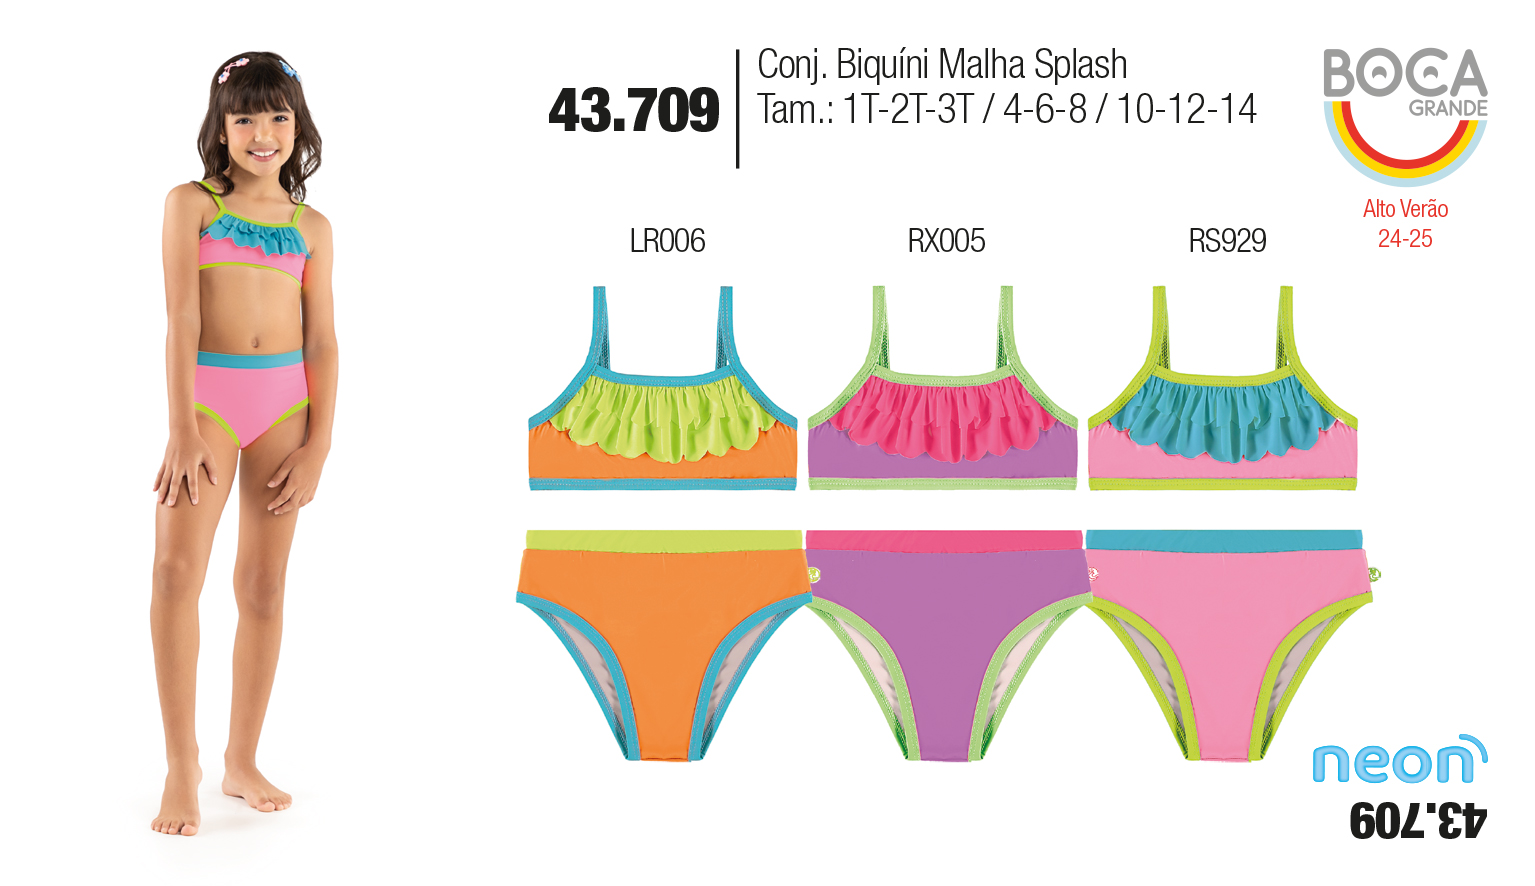 43.709
Conj. Biquíni Malha Splash
Tam.: 1T-2T-3T / 4-6-8 / 10-12-14
BOCA
GRANDE
Alto Verão
24-25
LR006
RX005
RS929
neon
43.709